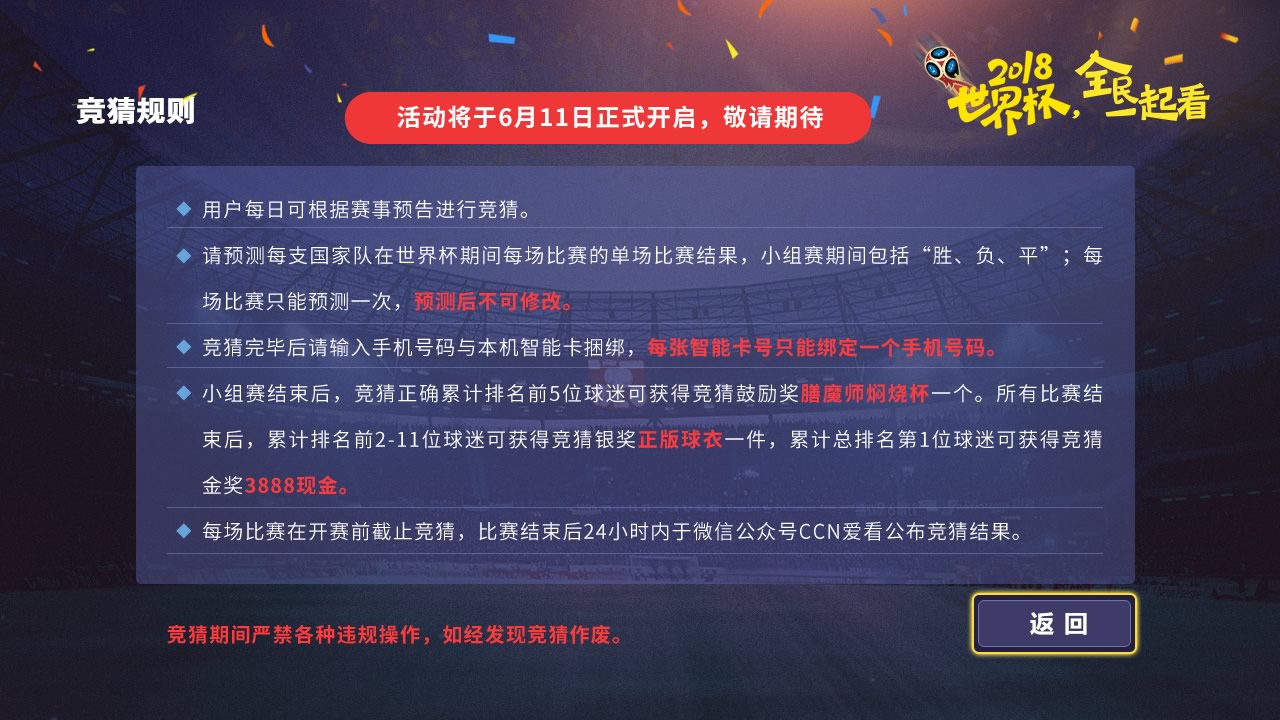 竞猜规则
活动将于6月11日正式开启，敬请期待
2018
世界杯，全民一起看
用户每日可根据赛事预告进行竞猜。
请预测每支国家队在世界杯期间每场比赛的单场比赛结果，小组赛期间包括“胜、负、平”；每
场比赛只能预测一次，预测后不可修改。
竞猜完毕后请输入手机号码与本机智能卡捆绑，每张智能卡号只能绑定一个手机号码。
小组赛结束后，竞猜正确累计排名前5位球迷可获得竞猜鼓励奖膳魔师焖烧杯一个。所有比赛结
束后，累计排名前2-11位球迷可获得竞猜银奖正版球衣一件，累计总排名第1位球迷可获得竞猜
金奖3888现金。
每场比赛在开赛前截止竞猜，比赛结束后24小时内于微信公众号CCN爱看公布竞猜结果。
竞猜期间严禁各种违规操作，如经发现竞猜作废。
返回